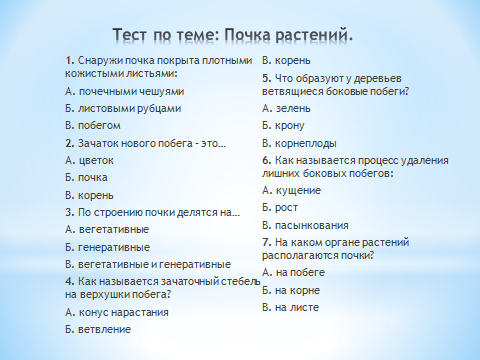 Тест по теме: Почка растений.
1. Снаружи почка покрыта плотными
кожистыми листьями:
А. почечными чешуями
Б. листовыми рубцами
В. побегом
2. Зачаток нового побега – это…
А. цветок
Б. почка
В. корень
3. По строению почки делятся на…
А. вегетативные
Б. генеративные
В. вегетативные и генеративные
4. Как называется зачаточный стебель
на верхушки побега?
А. конус нарастания
Б. ветвление
В. корень
5. Что образуют у деревьев
ветвящиеся боковые побеги?
А. зелень
Б. крону
В. корнеплоды
6. Как называется процесс удаления
лишних боковых побегов:
А. кущение
Б. рост
В. пасынкования
7. На каком органе растений
располагаются почки?
А. на побеге
Б. на корне
В. на листе